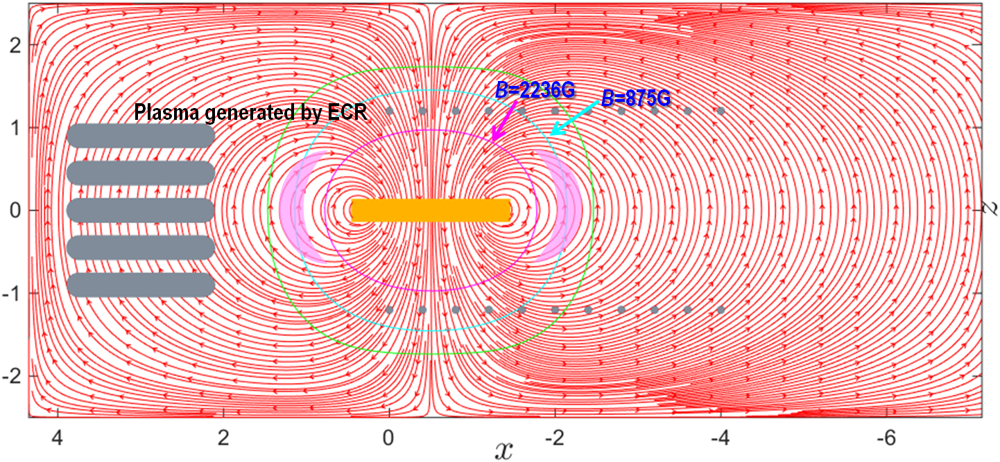 2
1
0
-1
-2
B=2236G
B=875G
Plasma generated by ECR
z
4
2
0
-2
-4
-6
x